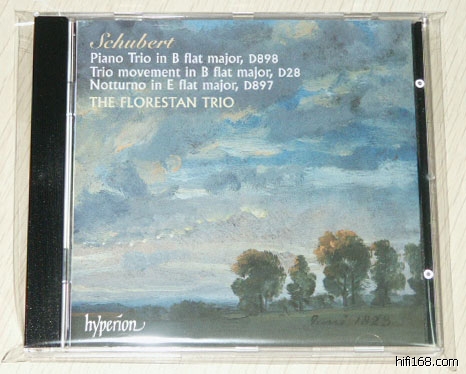 Schubert
Piano Trio in B flat major, D898
Trio movement in B flat major, D28
Notturno in E flat major, D897
THE FLORESTAN TRIO
hyperion
hifi168.com